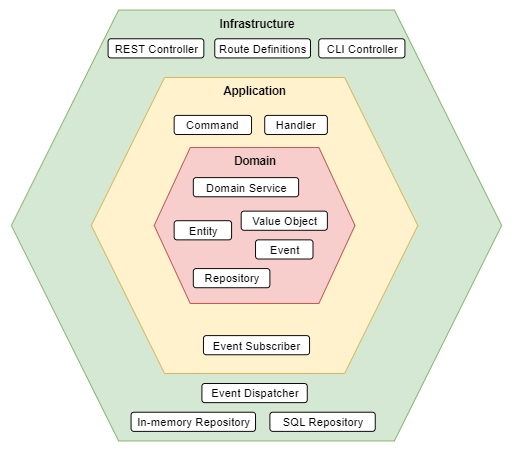 Infrastructure
REST Controller
Route Definitions
CLI Controller
Application
Command
Handler
Domain
Domain Service
Value Object
Entity
Event
Repository
Event Subscriber
Event Dispatcher
In-memory Repository
SQL Repository